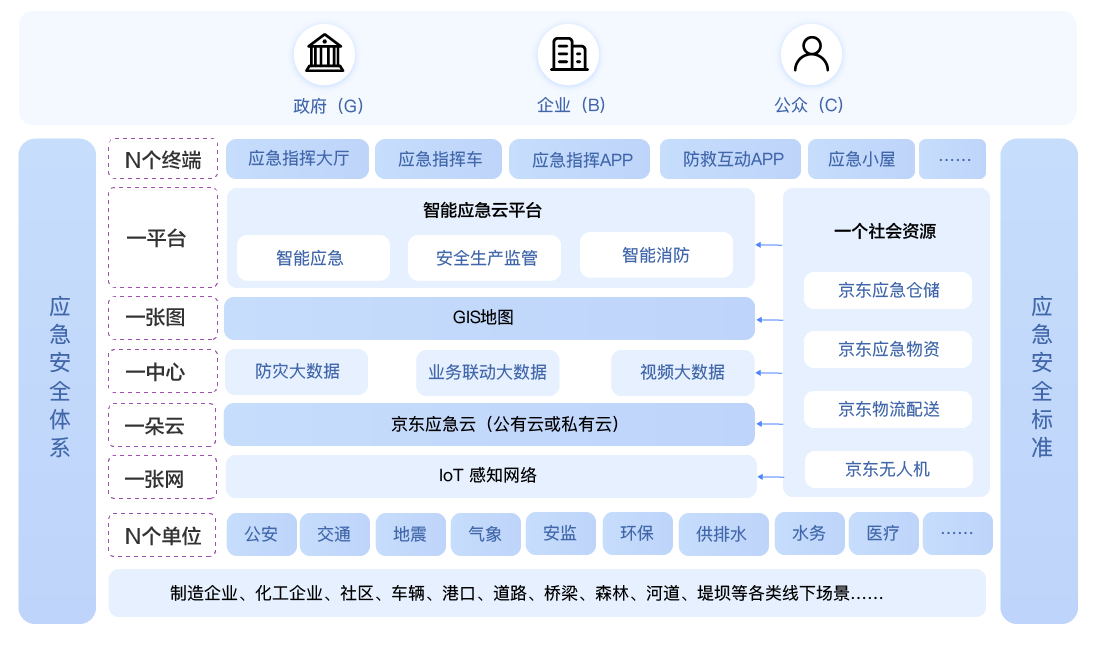 政府（G）
企业（B）
公众（C）
应急安全体系
N个终端
应急指挥大厅
应急指挥车
应急指挥APP
防救互动APP
应急小屋
······
一平台
智能应急云平台
智能应急
安全生产监管
智能消防
一张图
GIS地图
一中心
防灾大数据
业务联动大数据
视频大数据
一朵云
京东应急云（公有云或私有云）
一张网
IoT 感知网络
一个社会资源
京东应急仓储
京东应急物资
京东物流配送
京东无人机
N个单位
公安
交通
地震
气象
安监
环保
供排水
水务
医疗
······
制造企业、化工企业、社区、车辆、港口、道路、桥梁、森林、河道、堤坝等各类线下场景……
应急安全标准